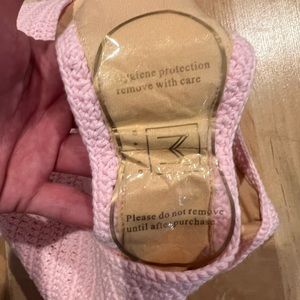 Hygiene protection
remove with care
Please do not remove
until after purchase